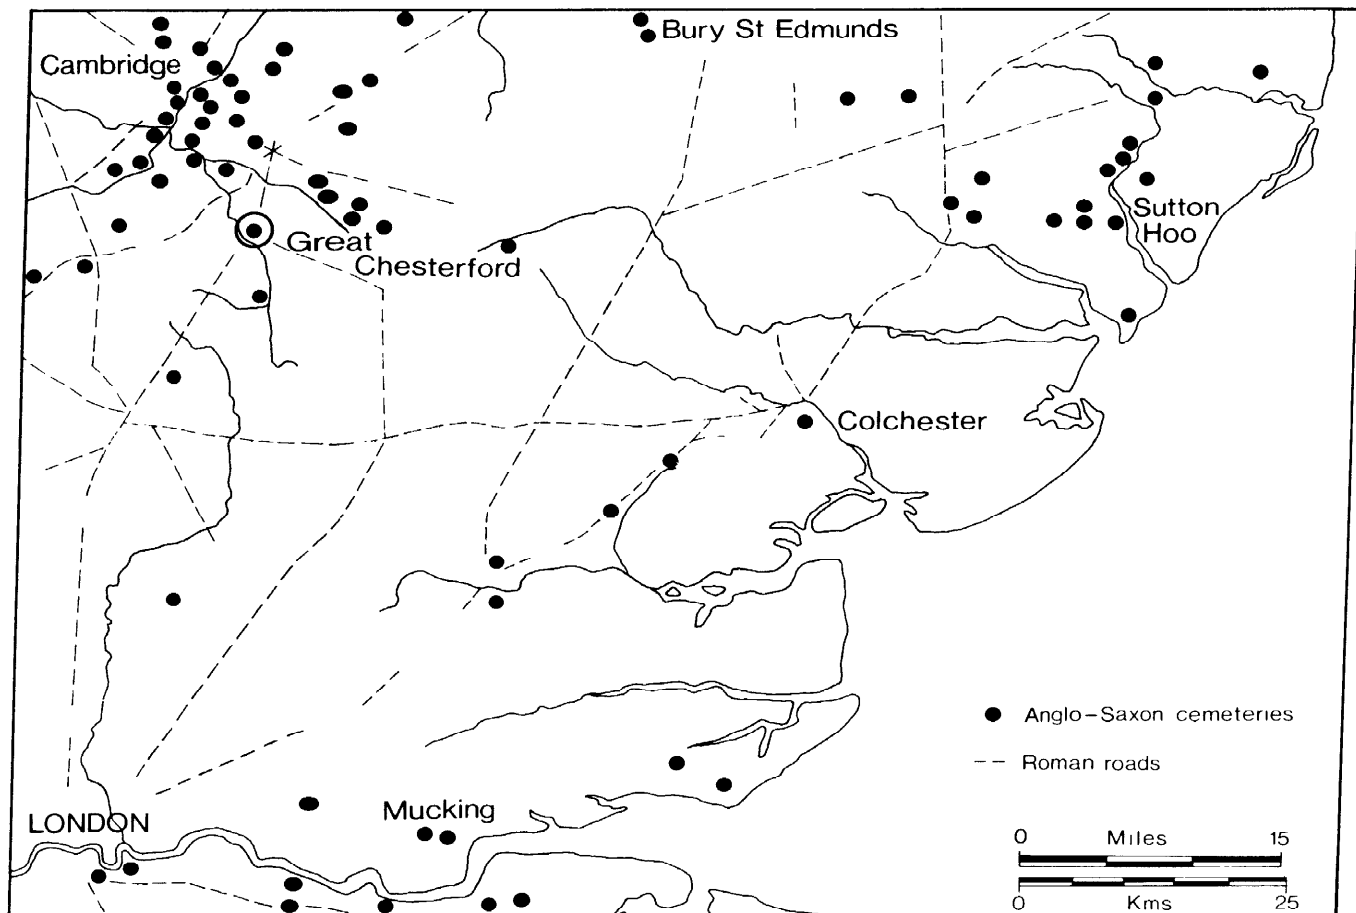 Bury St Edmunds
Cambridge
Sutton
Hoo
Great
Chesterford
Colchester
Anglo-Saxon cemeteries
Roman roads
Mucking
LONDON
0 Miles 15
0 Kms 25